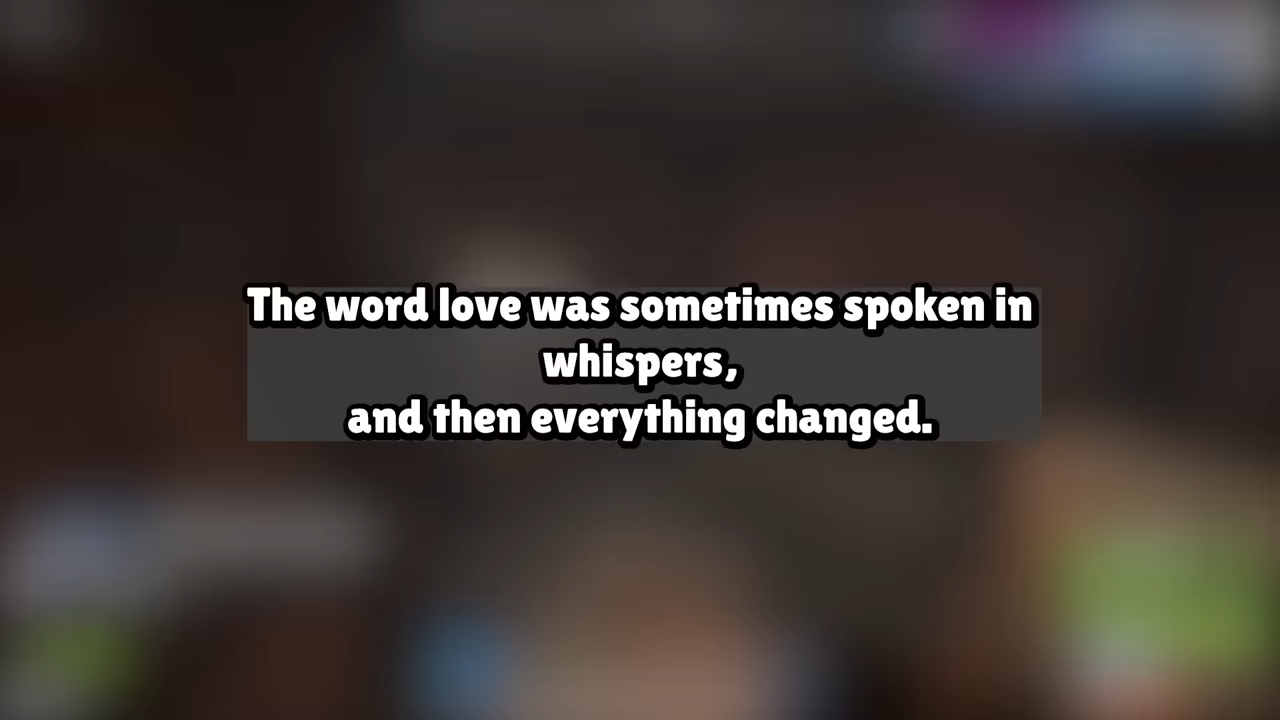 The word love was sometimes spoken in
whispers,
and then everything changed.